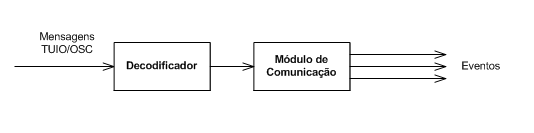 Mensagens
TUIO/OSC
Decodificador
Módulo de
Comunicação
Eventos